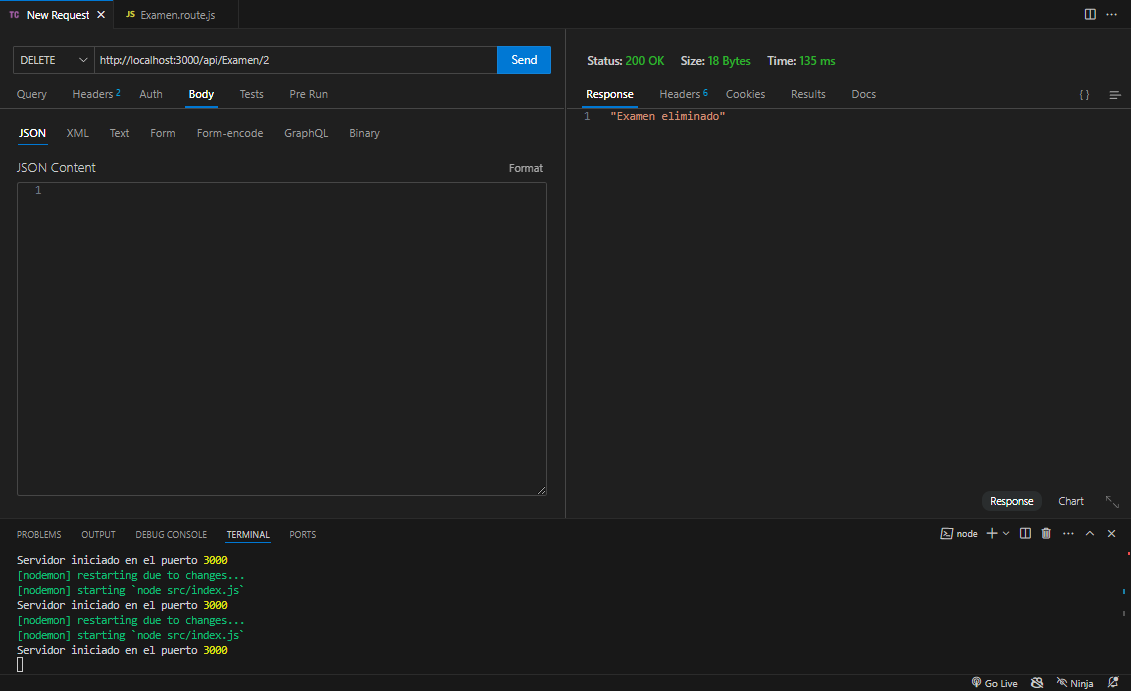 TC New Request
JS Examen.route.js
DELETE http://localhost:3000/api/Examen/2 Send
Query Headers 2 Auth Body Tests Pre Run
JSON XML Text Form Form-encode GraphQL Binary
JSON Content Format
1
Status: 200 OK Size: 18 Bytes Time: 135 ms
Response Headers 6 Cookies Results Docs { }
1 "Examen eliminado"
Response Chart
PROBLEMS OUTPUT DEBUG CONSOLE TERMINAL PORTS
node
Servidor iniciado en el puerto 3000
[nodemon] restarting due to changes...
[nodemon] starting `node src/index.js`
Servidor iniciado en el puerto 3000
[nodemon] restarting due to changes...
[nodemon] starting `node src/index.js`
Servidor iniciado en el puerto 3000
Go Live Ninja